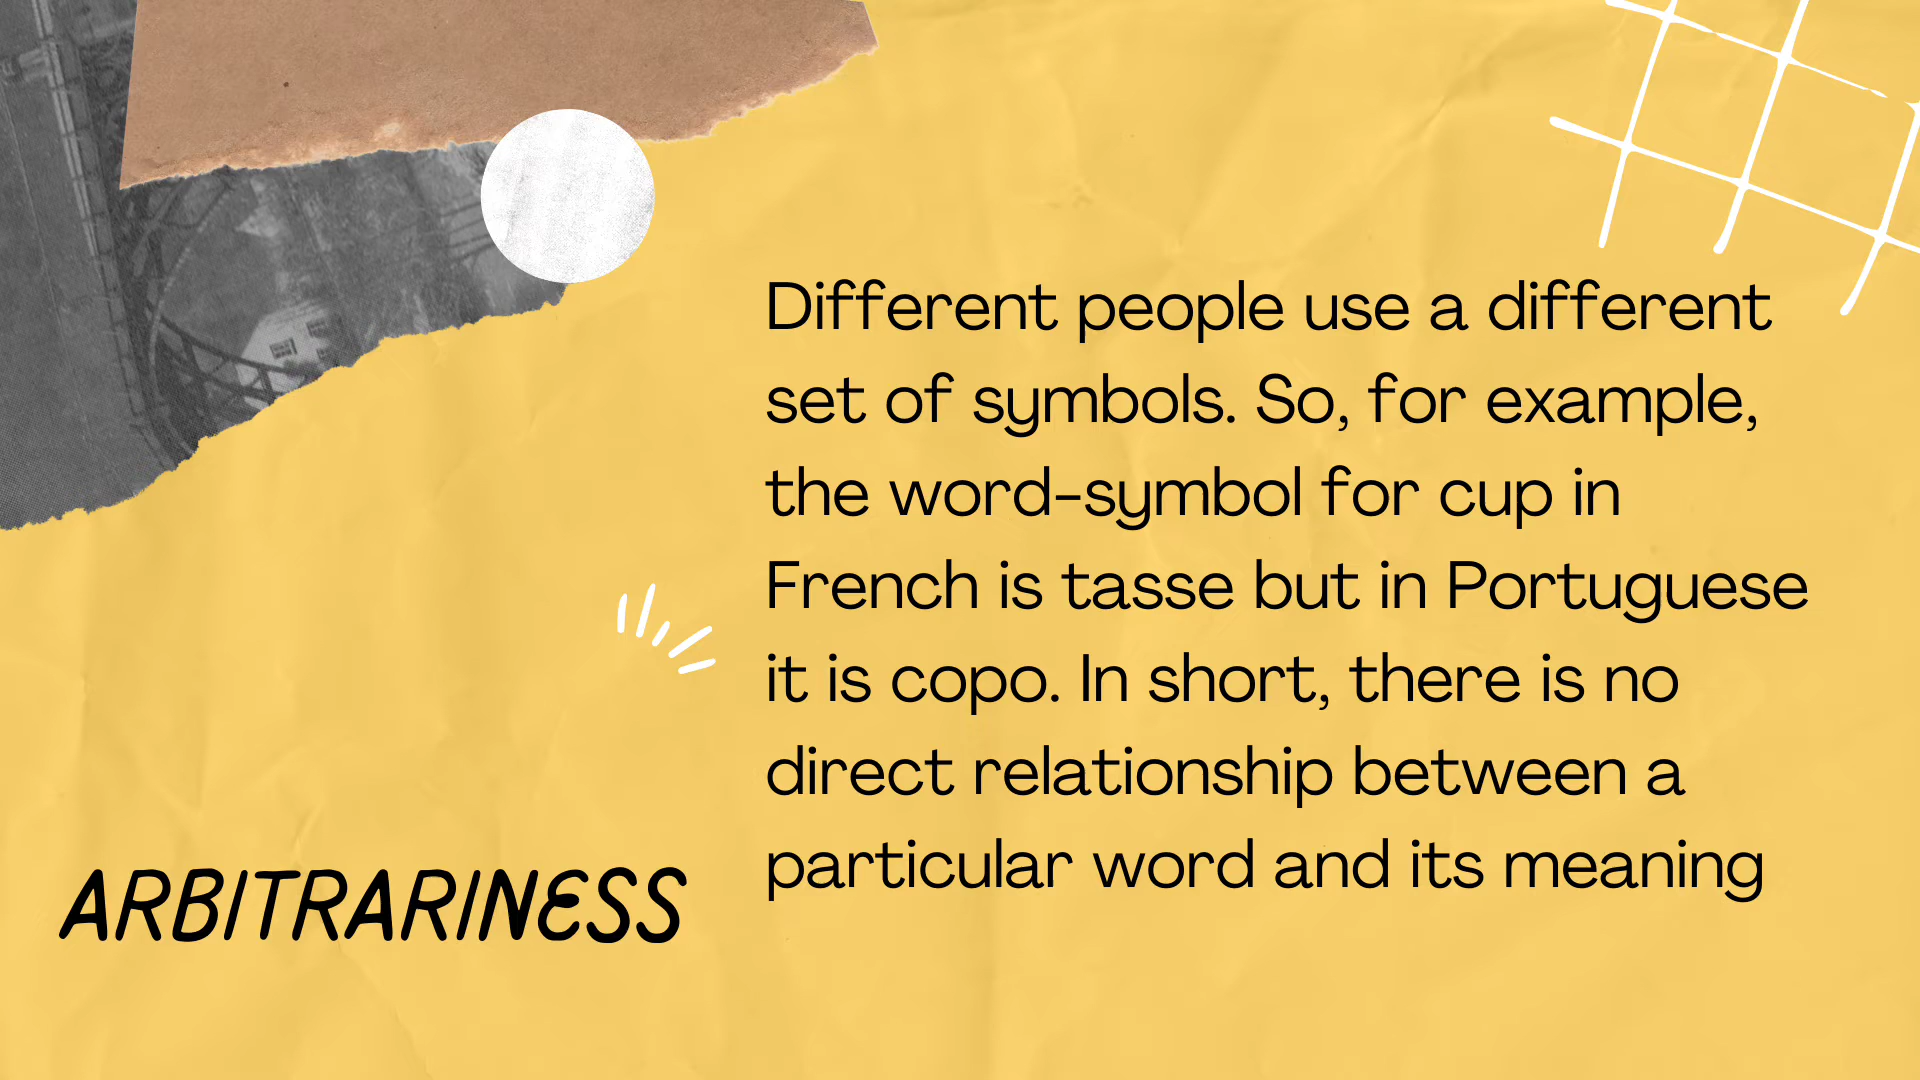 Different people use a different
set of symbols. So, for example,
the word-symbol for cup in
French is tasse but in Portuguese
it is copo. In short, there is no
direct relationship between a
particular word and its meaning
ARBITRARINESS